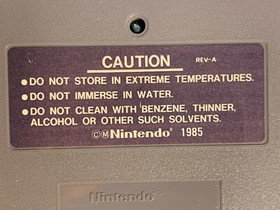 CAUTION REV-A
•DO NOT STORE IN EXTREME TEMPERATURES.
•DO NOT IMMERSE IN WATER.
•DO NOT CLEAN WITH BENZENE, THINNER,
ALCOHOL OR OTHER SUCH SOLVENTS.
©Ⓜ Nintendo® 1985
Nintendo